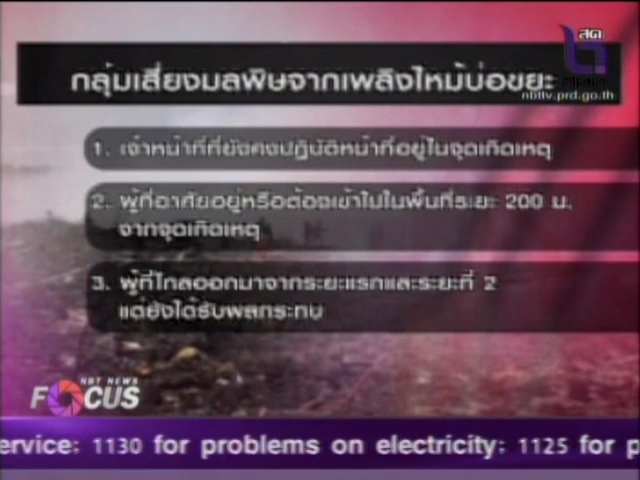 สด
กลุ่มเสี่ยงมลพิษจากเพลิงไหม้บ่อขยะ
nbttv.prd.go.th
1. เจ้าหน้าที่ที่ยังคงปฏิบัติหน้าที่อยู่ในจุดเกิดเหตุ
2. ผู้ที่อาศัยอยู่หรือต้องเข้าไปในพื้นที่ระยะ 200 ม.
จากจุดเกิดเหตุ
3. ผู้ที่ไกลออกมาจากระยะแรกและระยะที่ 2
แต่ยังได้รับผลกระทบ
NBT NEWS
FOCUS
ervice: 1130 for problems on electricity: 1125 for p